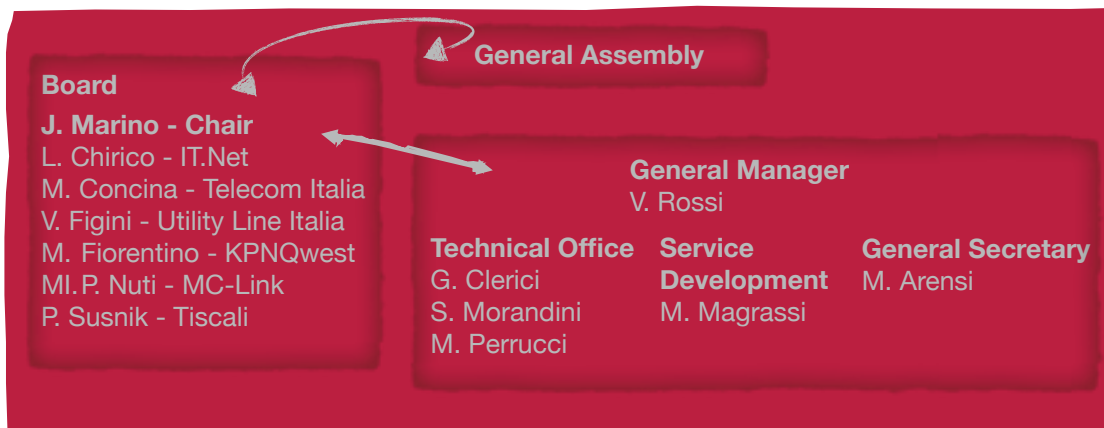 General Assembly
Board
J. Marino - Chair
L. Chirico - IT.Net
M. Concina - Telecom Italia
V. Figini - Utility Line Italia
M. Fiorentino - KPNQwest
MI.P. Nuti - MC-Link
P. Susnik - Tiscali
General Manager
V. Rossi
Technical Office
G. Clerici
S. Morandini
M. Perrucci
Service
Development
M. Magrassi
General Secretary
M. Arensi